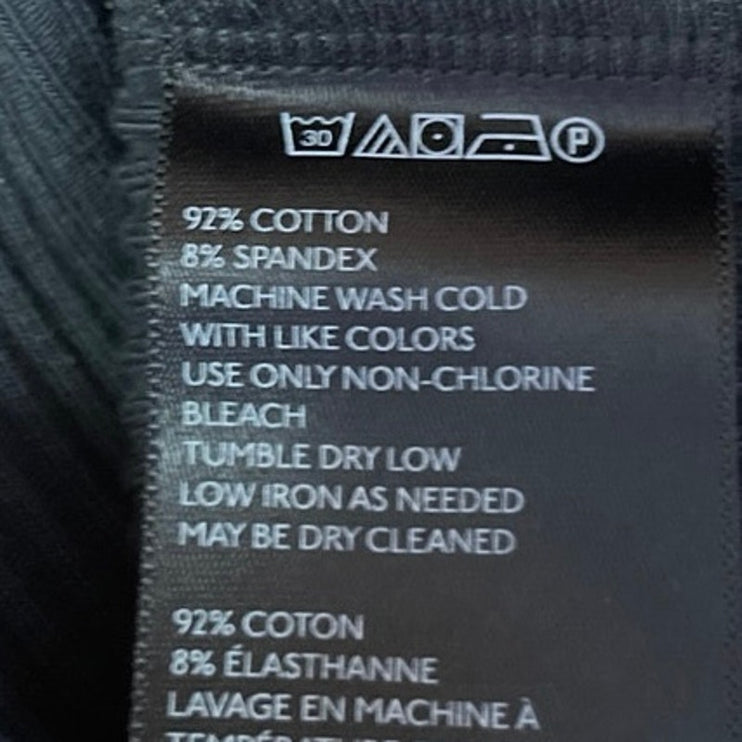 30 P
92% COTTON
8% SPANDEX
MACHINE WASH COLD
WITH LIKE COLORS
USE ONLY NON-CHLORINE
BLEACH
TUMBLE DRY LOW
LOW IRON AS NEEDED
MAY BE DRY CLEANED
92% COTON
8% ÉLASTHANNE
LAVAGE EN MACHINE À